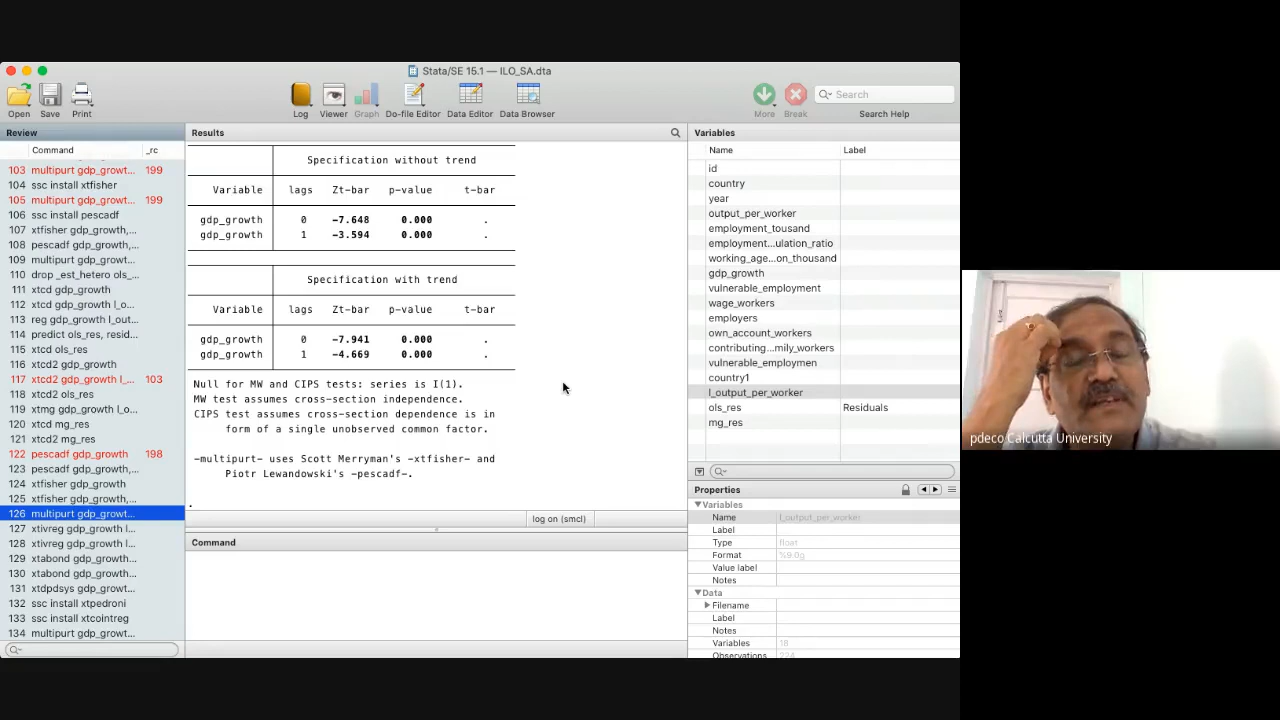 Stata/SE 15.1 — ILO_SA.dta
Open Save Print Log Viewer Graph Do-file Editor Data Editor Data Browser More Break Search
Search Help
Review
Command _rc
103 multipurt gdp_growt... 199
104 ssc install xtfisher
105 multipurt gdp_growt... 199
106 ssc install pescadf
107 xtfisher gdp_growth,...
108 pescadf gdp_growth,...
109 multipurt gdp_growt...
110 drop _est_hetero ols_...
111 xtcd gdp_growth
112 xtcd gdp_growth l_o...
113 reg gdp_growth l_out...
114 predict ols_res, resid...
115 xtcd ols_res
116 xtcd2 gdp_growth
117 xtcd2 gdp_growth l_... 103
118 xtcd2 ols_res
119 xtmg gdp_growth l_o...
120 xtcd mg_res
121 xtcd2 mg_res
122 pescadf gdp_growth 198
123 pescadf gdp_growth,...
124 xtfisher gdp_growth
125 xtfisher gdp_growth,...
126 multipurt gdp_growt...
127 xtivreg gdp_growth l...
128 xtivreg gdp_growth l...
129 xtabond gdp_growth...
130 xtabond gdp_growth...
131 xtdpdsys gdp_growt...
132 ssc install xtpedroni
133 ssc install xtcointreg
134 multipurt gdp_growt...
Results
Specification without trend
Variable lags Zt-bar p-value t-bar
gdp_growth 0 -7.648 0.000 .
gdp_growth 1 -3.594 0.000 .
Specification with trend
Variable lags Zt-bar p-value t-bar
gdp_growth 0 -7.941 0.000 .
gdp_growth 1 -4.669 0.000 .
Null for MW and CIPS tests: series is I(1).
MW test assumes cross-section independence.
CIPS test assumes cross-section dependence is in
form of a single unobserved common factor.
-multipurt- uses Scott Merryman's -xtfisher- and
Piotr Lewandowski's -pescadf-.
.
log on (smcl)
Command
Variables
Name Label
id
country
year
output_per_worker
employment_tousand
employment...ulation_ratio
working_age...on_thousand
gdp_growth
vulnerable_employment
wage_workers
employers
own_account_workers
contributing...mily_workers
vulnerable_employmen
country1
l_output_per_worker
ols_res Residuals
mg_res
Properties
Variables
Name l_output_per_worker
Label
Type float
Format %9.0g
Value label
Notes
Data
Filename
Label
Notes
Variables 18
Observations 224
pdeco Calcutta University